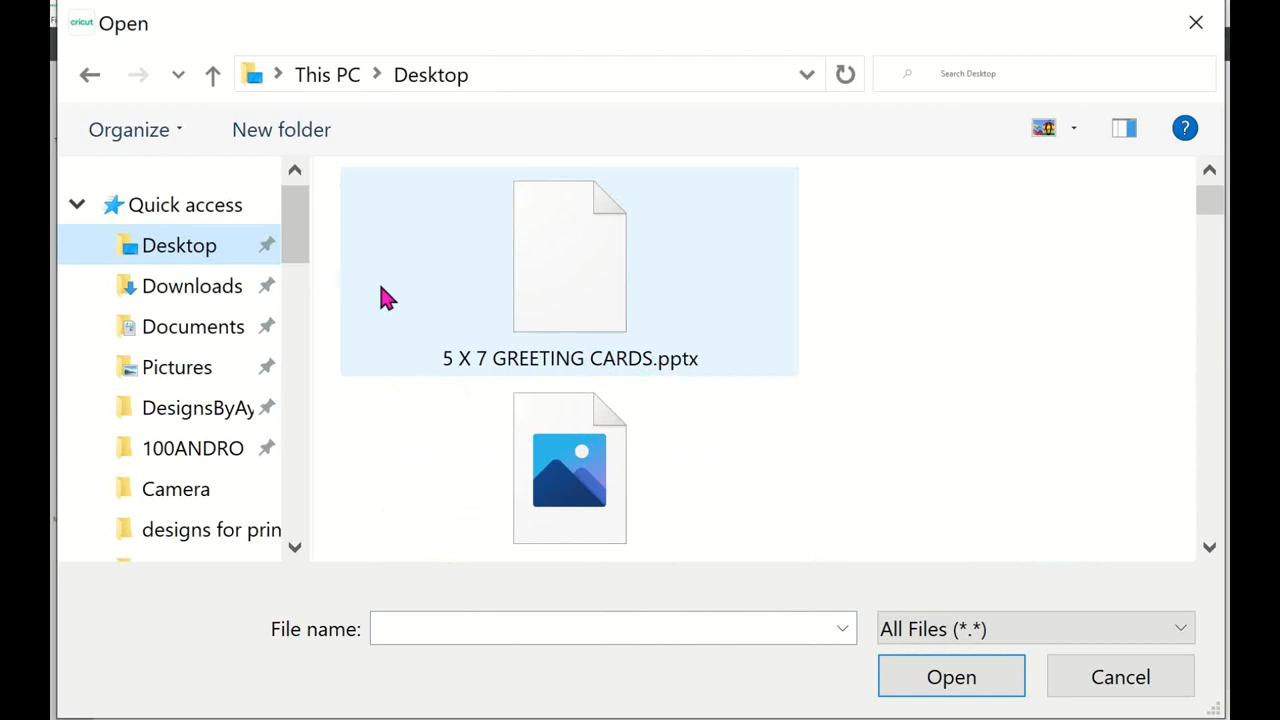 cricut Open
This PC Desktop
Search Desktop
Organize New folder
?
Quick access
Desktop
Downloads
Documents
Pictures
DesignsByAy
100ANDRO
Camera
designs for prin
5 X 7 GREETING CARDS.pptx
File name:
All Files (*.*)
Open Cancel